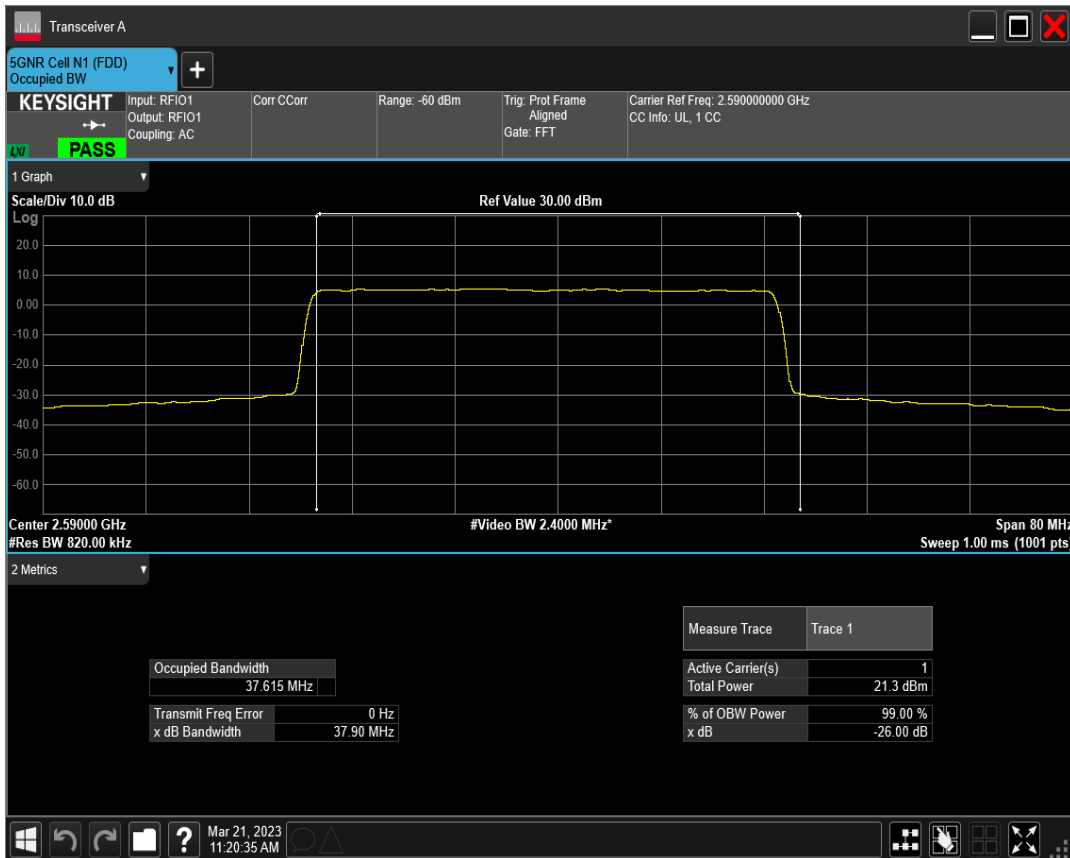 Transceiver A
5GNR Cell N1 (FDD)
Occupied BW
+
KEYSIGHT
LXI
PASS
Input: RFIO1
Output: RFIO1
Coupling: AC
Corr CCorr
Range: -60 dBm
Trig: Prot Frame
Aligned
Gate: FFT
Carrier Ref Freq: 2.590000000 GHz
CC Info: UL, 1 CC
1 Graph
Scale/Div 10.0 dB
Ref Value 30.00 dBm
Log
20.0
10.0
0.00
-10.0
-20.0
-30.0
-40.0
-50.0
-60.0
Center 2.59000 GHz
#Video BW 2.4000 MHz*
Span 80 MHz
#Res BW 820.00 kHz
Sweep 1.00 ms (1001 pts)
2 Metrics
Measure Trace Trace 1
Occupied Bandwidth
37.615 MHz
Transmit Freq Error 0 Hz
x dB Bandwidth 37.90 MHz
Active Carrier(s) 1
Total Power 21.3 dBm
% of OBW Power 99.00 %
x dB -26.00 dB
?
Mar 21, 2023
11:20:35 AM